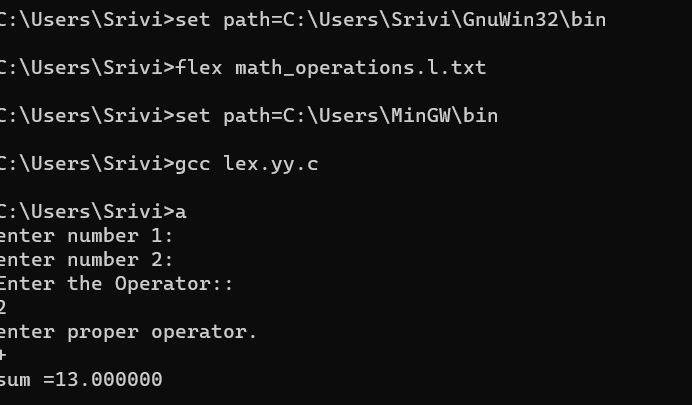 C:\Users\Srivi>set path=C:\Users\Srivi\GnuWin32\bin
C:\Users\Srivi>flex math_operations.l.txt
C:\Users\Srivi>set path=C:\Users\MinGW\bin
C:\Users\Srivi>gcc lex.yy.c
C:\Users\Srivi>a
enter number 1:
enter number 2:
Enter the Operator::
2
enter proper operator.
+
sum =13.000000